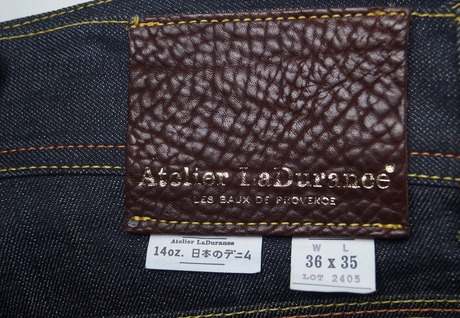 Atelier LaDurance
LES BAUX DE PROVENCE
Atelier LaDurance
14oz. 日本のデニム
W L
36 x 35
LOT 2405